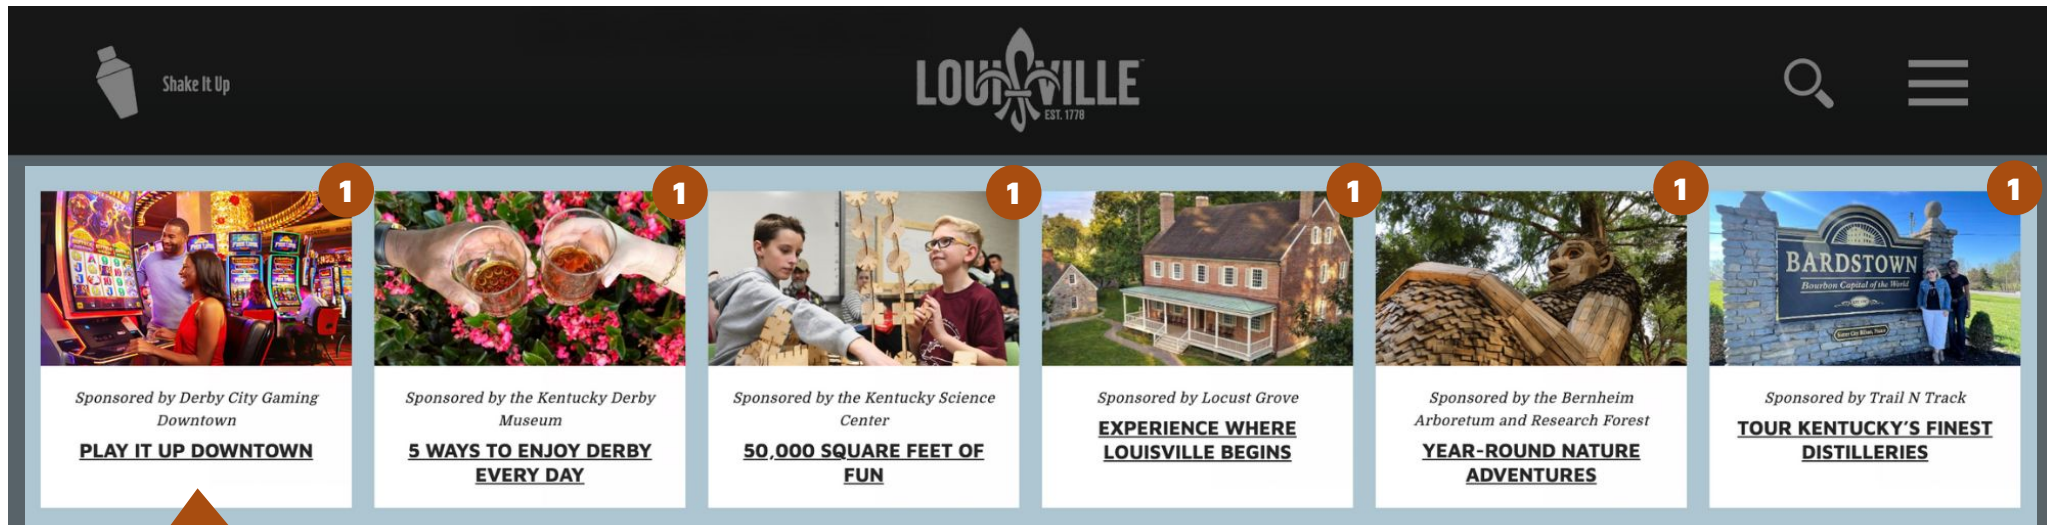 Shake It Up
LOUISVILLE
EST. 1778
1
1
1
1
1
1
BARDSTOWN
Bourbon Capital of the World
Sponsored by Derby City Gaming
Downtown
PLAY IT UP DOWNTOWN
Sponsored by the Kentucky Derby
Museum
5 WAYS TO ENJOY DERBY
EVERY DAY
Sponsored by the Kentucky Science
Center
50,000 SQUARE FEET OF
FUN
Sponsored by Locust Grove
EXPERIENCE WHERE
LOUISVILLE BEGINS
Sponsored by the Bernheim
Arboretum and Research Forest
YEAR-ROUND NATURE
ADVENTURES
Sponsored by Trail N Track
TOUR KENTUCKY’S FINEST
DISTILLERIES